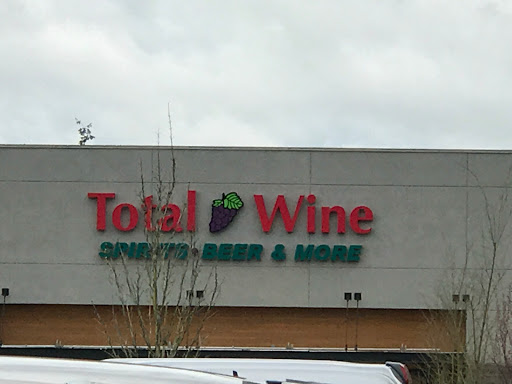 Total Wine
SPIRITS · BEER & MORE